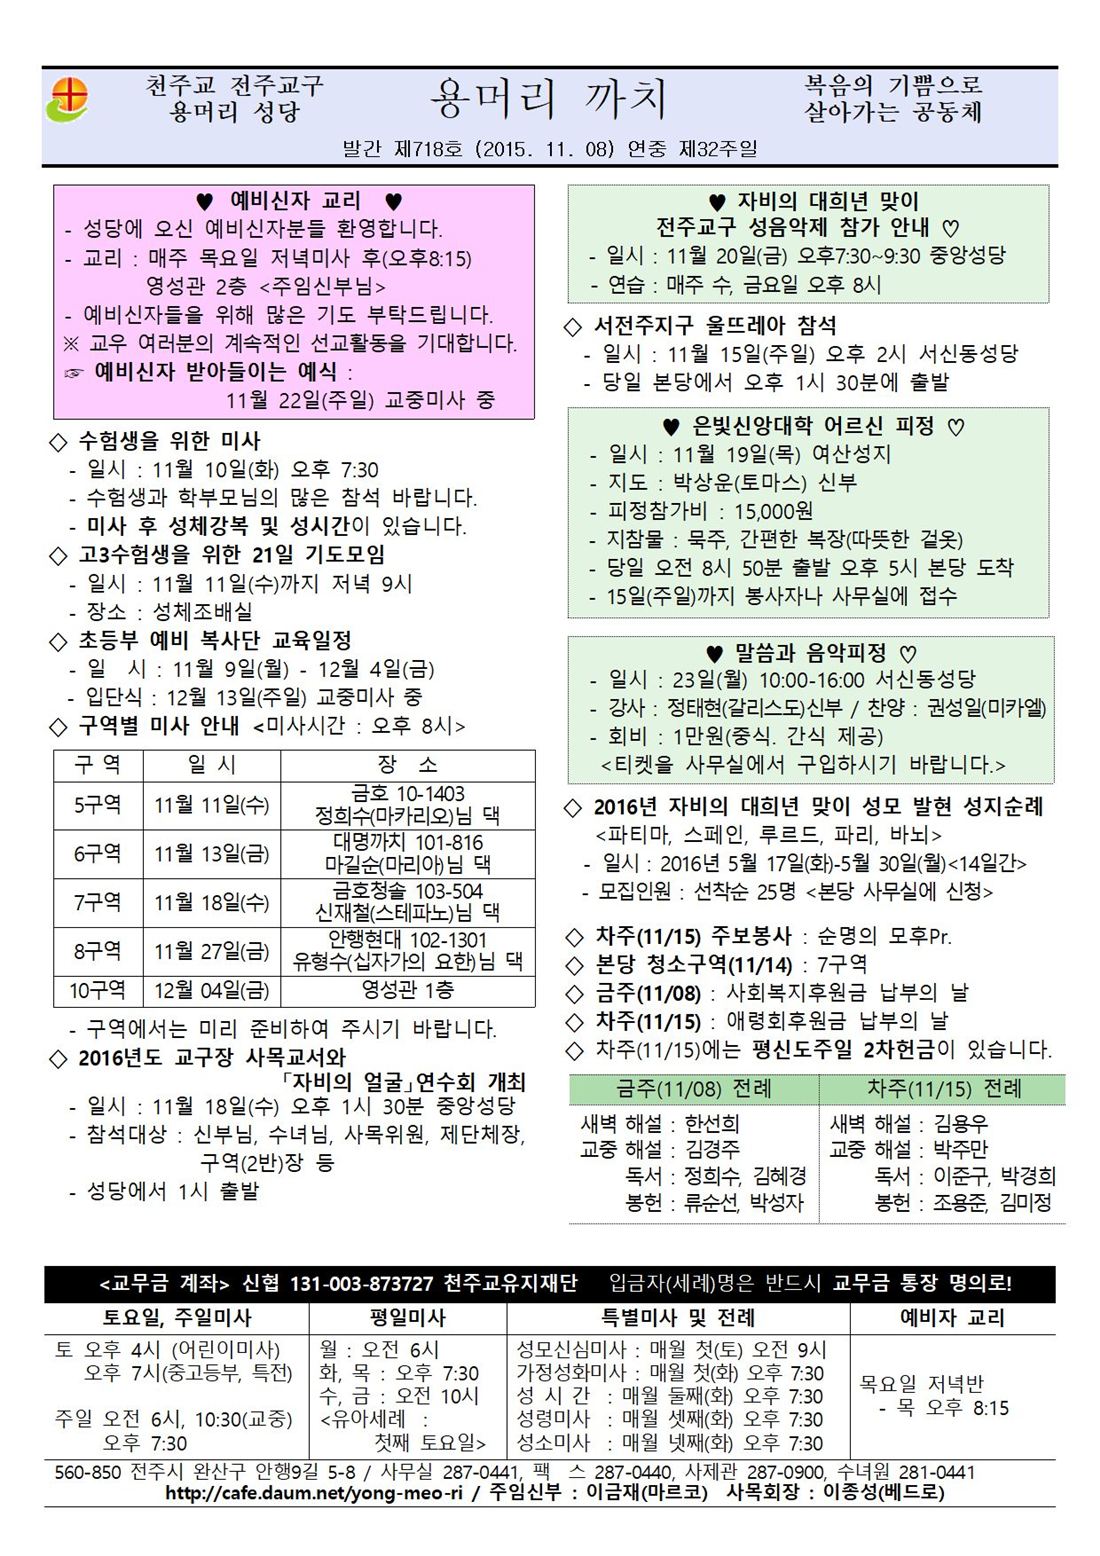 천주교 전주교구
용머리 성당
용머리 까치
복음의 기쁨으로
살아가는 공동체
발간 제718호 (2015. 11. 08) 연중 제32주일
♥ 예비신자 교리 ♥
- 성당에 오신 예비신자분들 환영합니다.
- 교리 : 매주 목요일 저녁미사 후(오후8:15)
영성관 2층 <주임신부님>
- 예비신자들을 위해 많은 기도 부탁드립니다.
※ 교우 여러분의 계속적인 선교활동을 기대합니다.
☞ 예비신자 받아들이는 예식 :
11월 22일(주일) 교중미사 중
◇ 수험생을 위한 미사
- 일시 : 11월 10일(화) 오후 7:30
- 수험생과 학부모님의 많은 참석 바랍니다.
- 미사 후 성체강복 및 성시간이 있습니다.
◇ 고3수험생을 위한 21일 기도모임
- 일시 : 11월 11일(수)까지 저녁 9시
- 장소 : 성체조배실
◇ 초등부 예비 복사단 교육일정
- 일 시 : 11월 9일(월) - 12월 4일(금)
- 입단식 : 12월 13일(주일) 교중미사 중
◇ 구역별 미사 안내 <미사시간 : 오후 8시>
구 역 일 시 장 소
5구역 11월 11일(수) 금호 10-1403
정희수(마카리오)님 댁
6구역 11월 13일(금) 대명까치 101-816
마길순(마리아)님 댁
7구역 11월 18일(수) 금호청솔 103-504
신재철(스테파노)님 댁
8구역 11월 27일(금) 안행현대 102-1301
유형수(십자가의 요한)님 댁
10구역 12월 04일(금) 영성관 1층
- 구역에서는 미리 준비하여 주시기 바랍니다.
◇ 2016년도 교구장 사목교서와
「자비의 얼굴」연수회 개최
- 일시 : 11월 18일(수) 오후 1시 30분 중앙성당
- 참석대상 : 신부님, 수녀님, 사목위원, 제단체장,
구역(2반)장 등
- 성당에서 1시 출발
♥ 자비의 대희년 맞이
전주교구 성음악제 참가 안내 ♡
- 일시 : 11월 20일(금) 오후7:30~9:30 중앙성당
- 연습 : 매주 수, 금요일 오후 8시
◇ 서전주지구 울뜨레아 참석
- 일시 : 11월 15일(주일) 오후 2시 서신동성당
- 당일 본당에서 오후 1시 30분에 출발
♥ 은빛신앙대학 어르신 피정 ♡
- 일시 : 11월 19일(목) 여산성지
- 지도 : 박상운(토마스) 신부
- 피정참가비 : 15,000원
- 지참물 : 묵주, 간편한 복장(따뜻한 겉옷)
- 당일 오전 8시 50분 출발 오후 5시 본당 도착
- 15일(주일)까지 봉사자나 사무실에 접수
♥ 말씀과 음악피정 ♡
- 일시 : 23일(월) 10:00-16:00 서신동성당
- 강사 : 정태현(갈리스도)신부 / 찬양 : 권성일(미카엘)
- 회비 : 1만원(중식. 간식 제공)
<티켓을 사무실에서 구입하시기 바랍니다.>
◇ 2016년 자비의 대희년 맞이 성모 발현 성지순례
<파티마, 스페인, 루르드, 파리, 바뇌>
- 일시 : 2016년 5월 17일(화)-5월 30일(월)<14일간>
- 모집인원 : 선착순 25명 <본당 사무실에 신청>
◇ 차주(11/15) 주보봉사 : 순명의 모후Pr.
◇ 본당 청소구역(11/14) : 7구역
◇ 금주(11/08) : 사회복지후원금 납부의 날
◇ 차주(11/15) : 애령회후원금 납부의 날
◇ 차주(11/15)에는 평신도주일 2차헌금이 있습니다.
금주(11/08) 전례 차주(11/15) 전례
새벽 해설 : 한선희 새벽 해설 : 김용우
교중 해설 : 김경주 교중 해설 : 박주만
독서 : 정희수, 김혜경 독서 : 이준구, 박경희
봉헌 : 류순선, 박성자 봉헌 : 조용준, 김미정
<교무금 계좌> 신협 131-003-873727 천주교유지재단 입금자(세례)명은 반드시 교무금 통장 명의로!
토요일, 주일미사 평일미사 특별미사 및 전례 예비자 교리
토 오후 4시 (어린이미사)
오후 7시(중고등부, 특전)
주일 오전 6시, 10:30(교중)
오후 7:30
월 : 오전 6시
화, 목 : 오후 7:30
수, 금 : 오전 10시
<유아세례 :
첫째 토요일>
성모신심미사 : 매월 첫(토) 오전 9시
가정성화미사 : 매월 첫(화) 오후 7:30
성 시 간 : 매월 둘째(화) 오후 7:30
성령미사 : 매월 셋째(화) 오후 7:30
성소미사 : 매월 넷째(화) 오후 7:30
목요일 저녁반
- 목 오후 8:15
560-850 전주시 완산구 안행9길 5-8 / 사무실 287-0441, 팩 스 287-0440, 사제관 287-0900, 수녀원 281-0441
http://cafe.daum.net/yong-meo-ri / 주임신부 : 이금재(마르코) 사목회장 : 이종성(베드로)